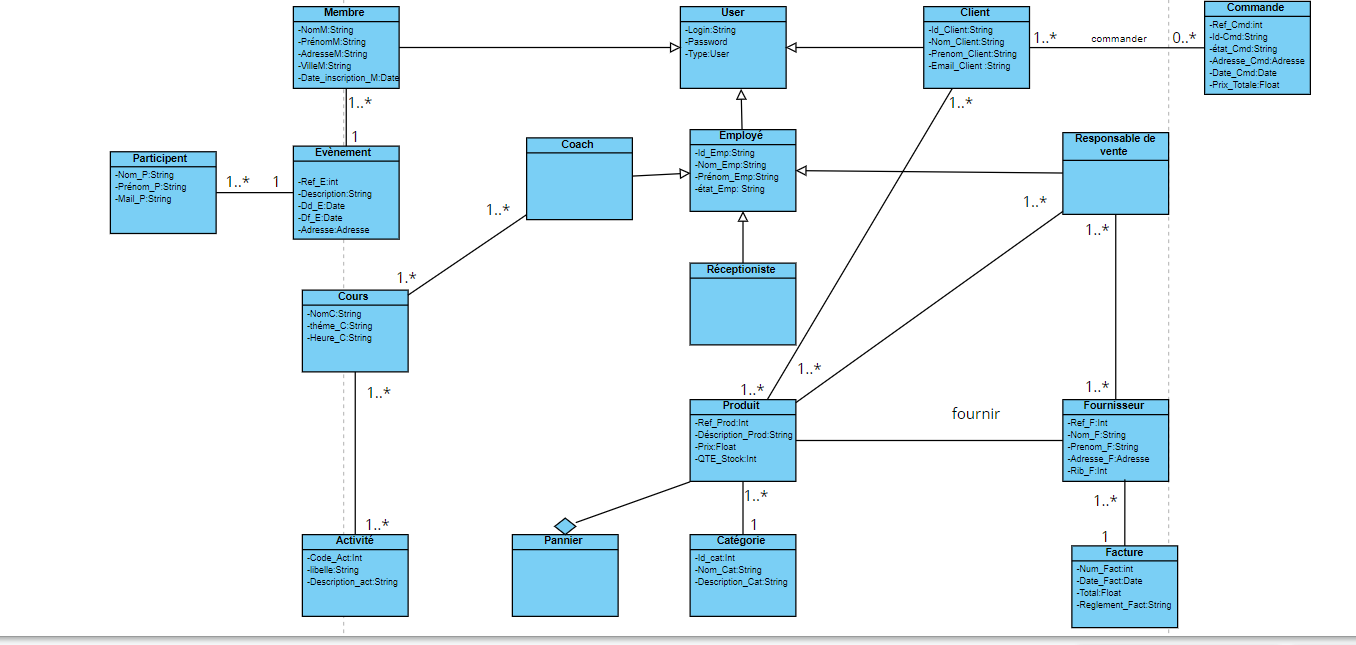 Membre
-NomM:String
-PrénomM:String
-AdresseM:String
-VilleM:String
-Date_inscription_M:Date
User
-Login:String
-Password
-Type:User
Client
-Id_Client:String
-Nom_Client:String
-Prenom_Client:String
-Email_Client :String
1..*
commander
0..*
Commande
-Ref_Cmd:int
-Id-Cmd:String
-état_Cmd:String
-Adresse_Cmd:Adresse
-Date_Cmd:Date
-Prix_Totale:Float
1..*
1
1..*
Participent
-Nom_P:String
-Prénom_P:String
-Mail_P:String
1..*
1
Evènement
-Ref_E:int
-Description:String
-Dd_E:Date
-Df_E:Date
-Adresse:Adresse
Coach
Employé
-Id_Emp:String
-Nom_Emp:String
-Prénom_Emp:String
-état_Emp: String
Responsable de
vente
1..*
1..*
1..*
1.*
Cours
-NomC:String
-théme_C:String
-Heure_C:String
Réceptioniste
1..*
1..*
1..*
1..*
Produit
-Ref_Prod:Int
-Déscription_Prod:String
-Prix:Float
-QTE_Stock:Int
fournir
Fournisseur
-Ref_F:Int
-Nom_F:String
-Prenom_F:String
-Adresse_F:Adresse
-Rib_F:Int
1..*
1
1..*
1
1..*
Activité
-Code_Act:Int
-libelle:String
-Description_act:String
Pannier
Catégorie
-Id_cat:Int
-Nom_Cat:String
-Description_Cat:String
Facture
-Num_Fact:int
-Date_Fact:Date
-Total:Float
-Reglement_Fact:String